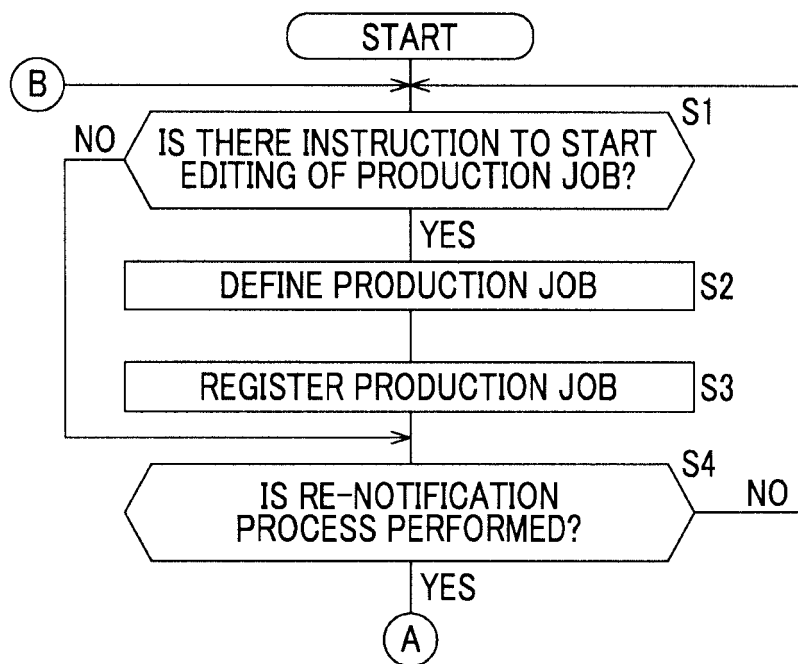 START
B
S1
NO
IS THERE INSTRUCTION TO START
EDITING OF PRODUCTION JOB?
YES
DEFINE PRODUCTION JOB
S2
REGISTER PRODUCTION JOB
S3
S4
IS RE-NOTIFICATION
PROCESS PERFORMED?
NO
YES
A